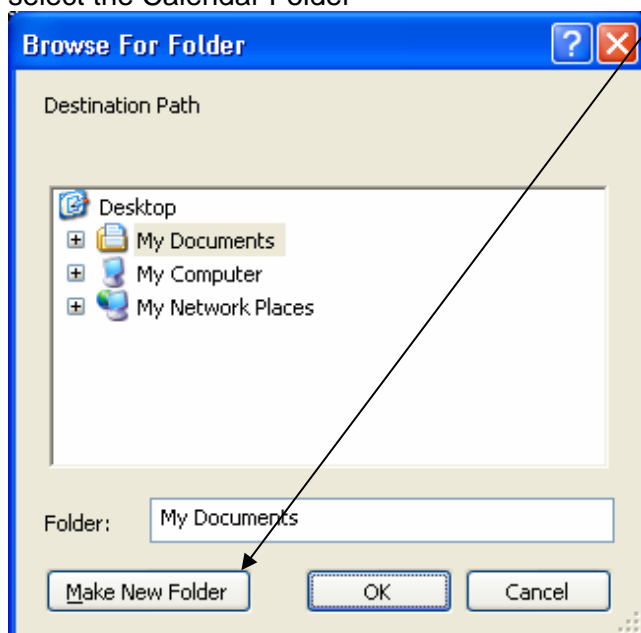 select the Calendar Folder
Browse For Folder
Destination Path
Desktop
My Documents
My Computer
My Network Places
Folder: My Documents
Make New Folder OK Cancel